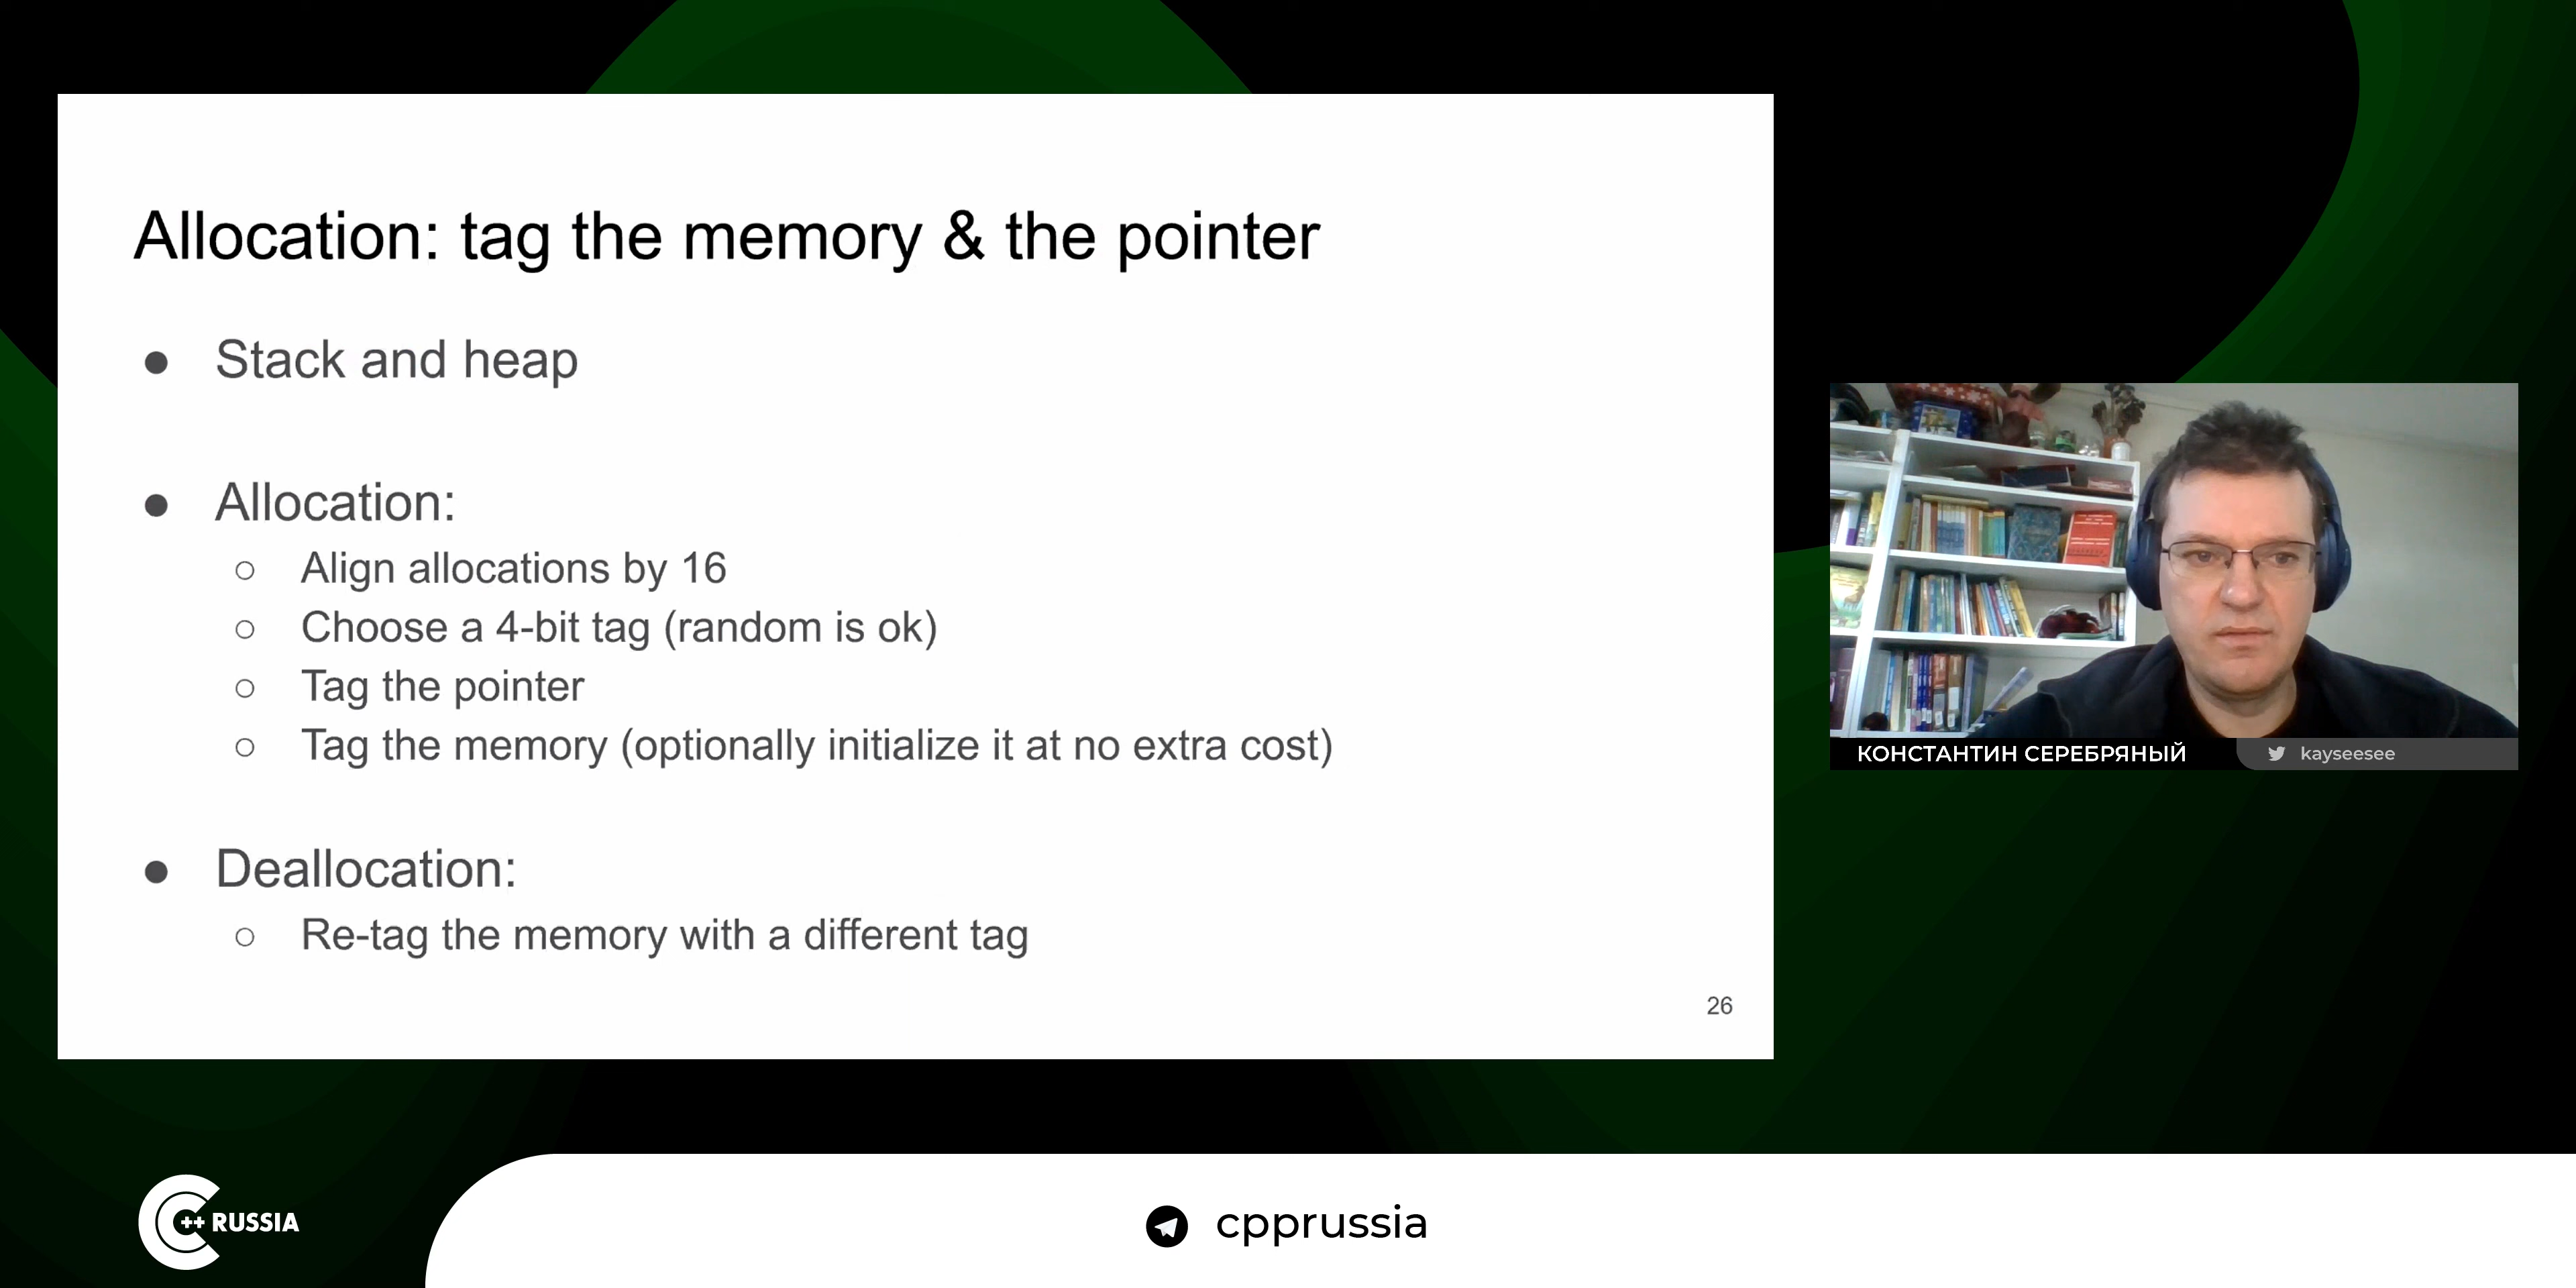 Allocation: tag the memory & the pointer
● Stack and heap
● Allocation:
○ Align allocations by 16
○ Choose a 4-bit tag (random is ok)
○ Tag the pointer
○ Tag the memory (optionally initialize it at no extra cost)
● Deallocation:
○ Re-tag the memory with a different tag
26
КОНСТАНТИН СЕРЕБРЯНЫЙ
kayseesee
C++ RUSSIA
cpprussia